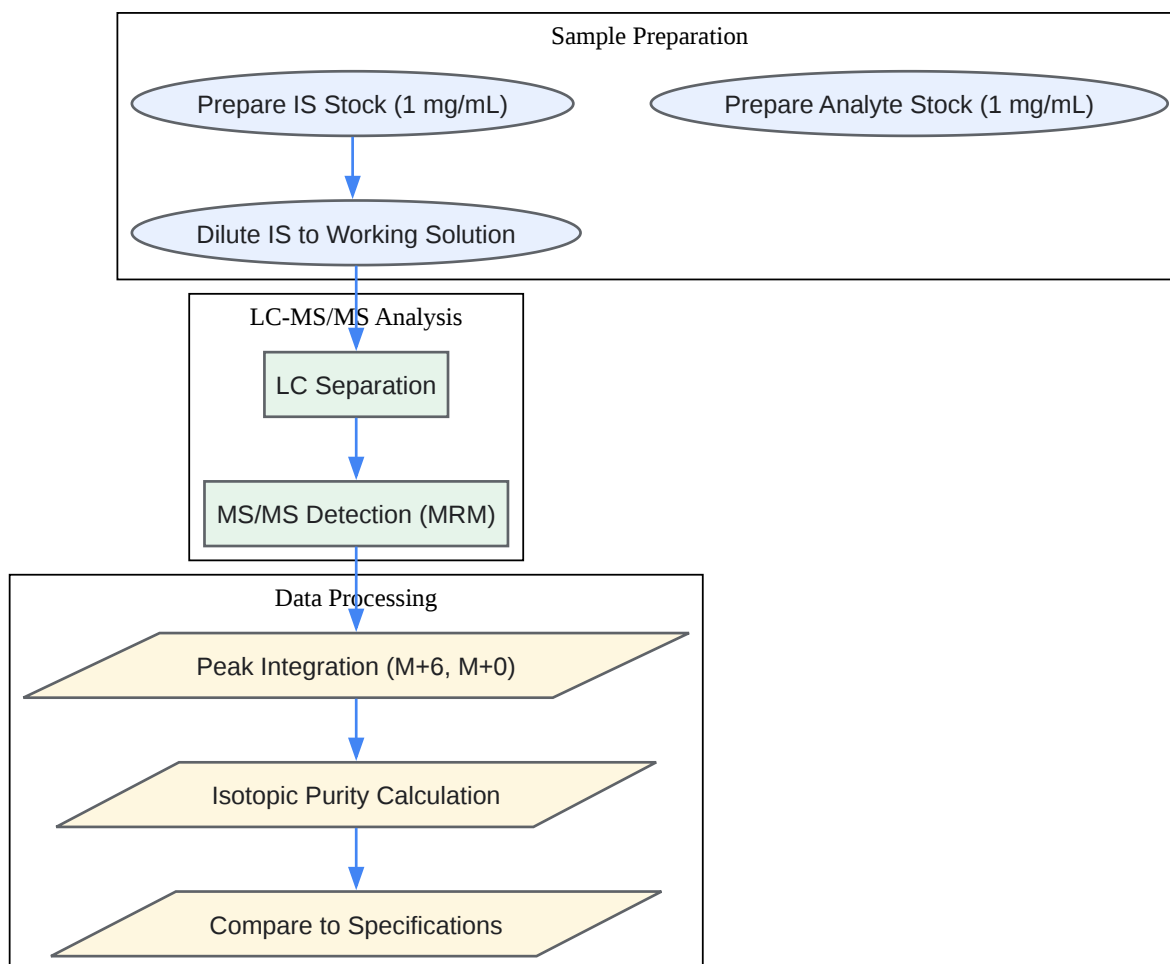 Sample Preparation
Prepare IS Stock (1 mg/mL)
Prepare Analyte Stock (1 mg/mL)
Dilute IS to Working Solution
LC-MS/MS Analysis
LC Separation
MS/MS Detection (MRM)
Data Processing
Peak Integration (M+6, M+0)
Isotopic Purity Calculation
Compare to Specifications